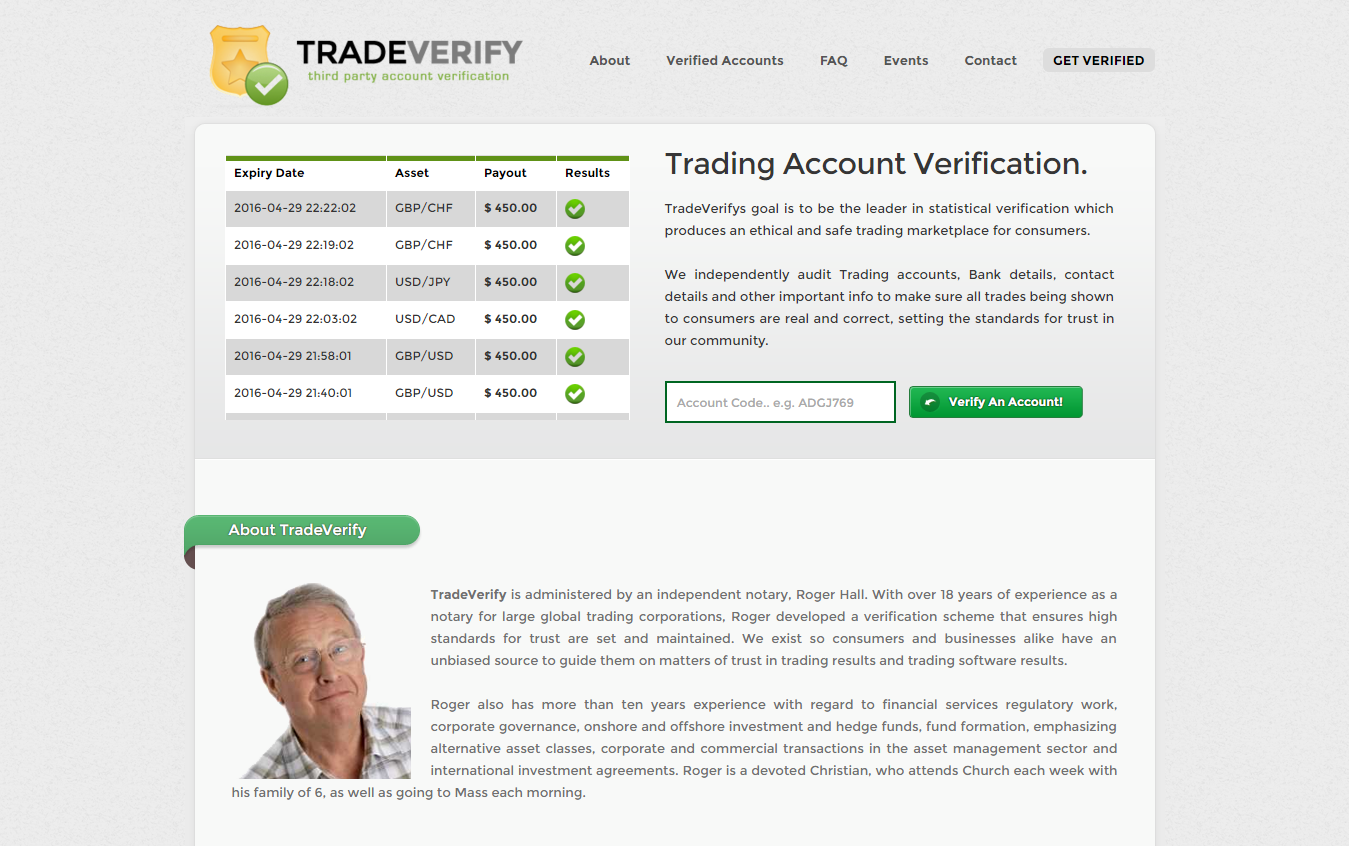 TRADEVERIFY
third party account verification
About Verified Accounts FAQ Events Contact GET VERIFIED
Expiry Date Asset Payout Results
2016-04-29 22:22:02 GBP/CHF $ 450.00
2016-04-29 22:19:02 GBP/CHF $ 450.00
2016-04-29 22:18:02 USD/JPY $ 450.00
2016-04-29 22:03:02 USD/CAD $ 450.00
2016-04-29 21:58:01 GBP/USD $ 450.00
2016-04-29 21:40:01 GBP/USD $ 450.00
Trading Account Verification.
TradeVerifys goal is to be the leader in statistical verification which
produces an ethical and safe trading marketplace for consumers.
We independently audit Trading accounts, Bank details, contact
details and other important info to make sure all trades being shown
to consumers are real and correct, setting the standards for trust in
our community.
Account Code.. e.g. ADGJ769
Verify An Account!
About TradeVerify
TradeVerify is administered by an independent notary, Roger Hall. With over 18 years of experience as a
notary for large global trading corporations, Roger developed a verification scheme that ensures high
standards for trust are set and maintained. We exist so consumers and businesses alike have an
unbiased source to guide them on matters of trust in trading results and trading software results.
Roger also has more than ten years experience with regard to financial services regulatory work,
corporate governance, onshore and offshore investment and hedge funds, fund formation, emphasizing
alternative asset classes, corporate and commercial transactions in the asset management sector and
international investment agreements. Roger is a devoted Christian, who attends Church each week with
his family of 6, as well as going to Mass each morning.